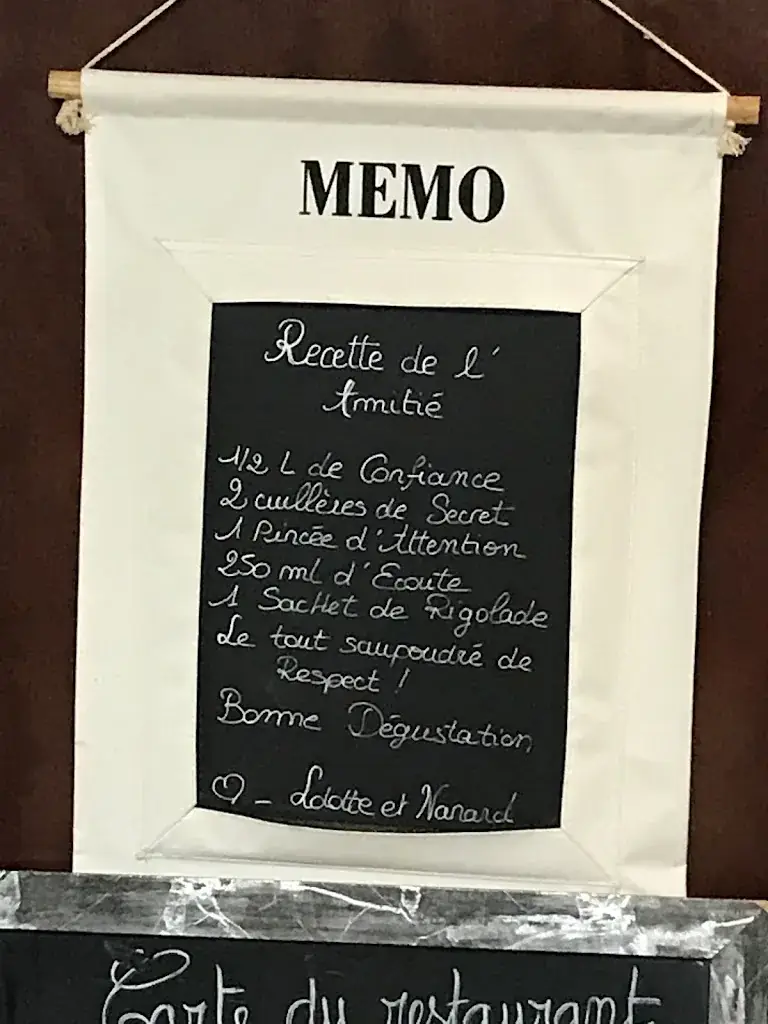 MEMO
Recette de l'
Amitié
1/2 L de Confiance
2 cuillères de Secret
1 Pincée d'Attention
250 ml d'Ecoute
1 Sachet de Rigolade
Le tout saupoudré de
Respect !
Bonne Dégustation
♡ - Lolotte et Nanard
Carte du restaurant